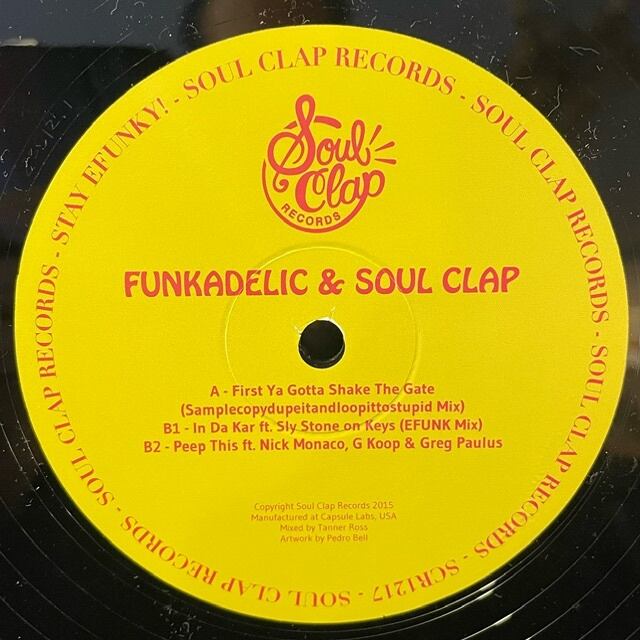 STAY EFUNKY! - SOUL CLAP RECORDS - SOUL CLAP RECORDS - SOUL CLAP RECORDS - SCR1217 - SOUL CLAP RECORDS - SOUL CLAP RECORDS -
Soul
Clap
RECORDS
FUNKADELIC & SOUL CLAP
A - First Ya Gotta Shake The Gate
(Samplecopydupeitandloopittostupid Mix)
B1 - In Da Kar ft. Sly Stone on Keys (EFUNK Mix)
B2 - Peep This ft. Nick Monaco, G Koop & Greg Paulus
Copyright Soul Clap Records 2015
Manufactured at Capsule Labs, USA
Mixed by Tanner Ross
Artwork by Pedro Bell